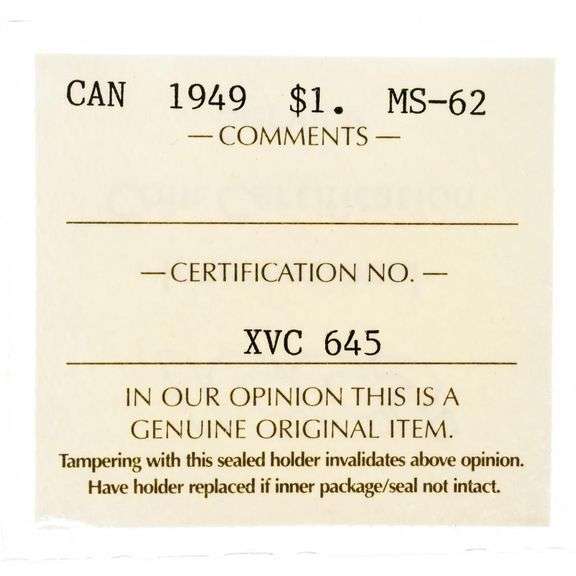 CAN 1949 $1. MS-62
— COMMENTS —
— CERTIFICATION NO. —
XVC 645
IN OUR OPINION THIS IS A
GENUINE ORIGINAL ITEM.
Tampering with this sealed holder invalidates above opinion.
Have holder replaced if inner package/seal not intact.